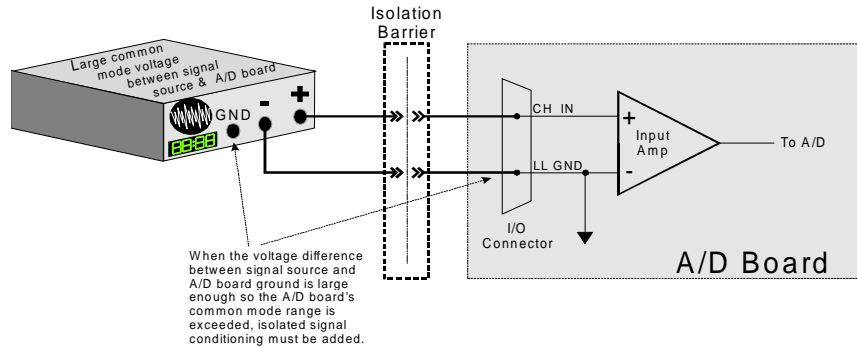 Isolation
Barrier
Large common
mode voltage
between signal
source & A/D board
GND
-
+
88:88
CH IN
LL GND
+
-
Input
Amp
To A/D
I/O
Connector
A/D Board
When the voltage difference
between signal source and
A/D board ground is large
enough so the A/D board's
common mode range is
exceeded, isolated signal
conditioning must be added.